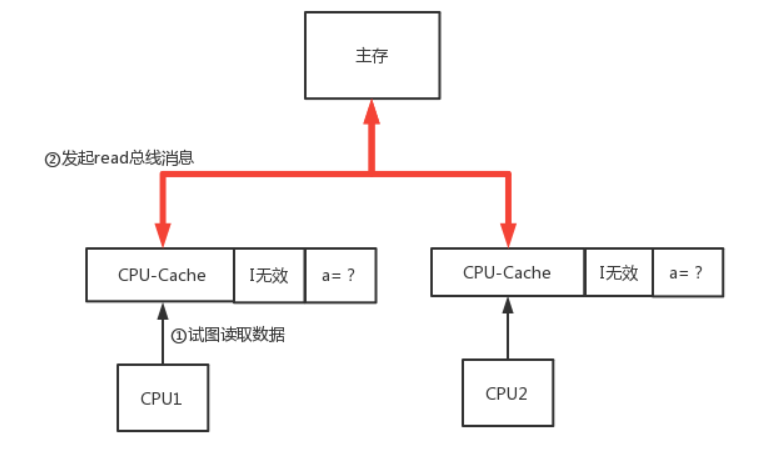 主存
②发起read总线消息
CPU-Cache
I无效
a= ?
CPU-Cache
I无效
a= ?
①试图读取数据
CPU1
CPU2